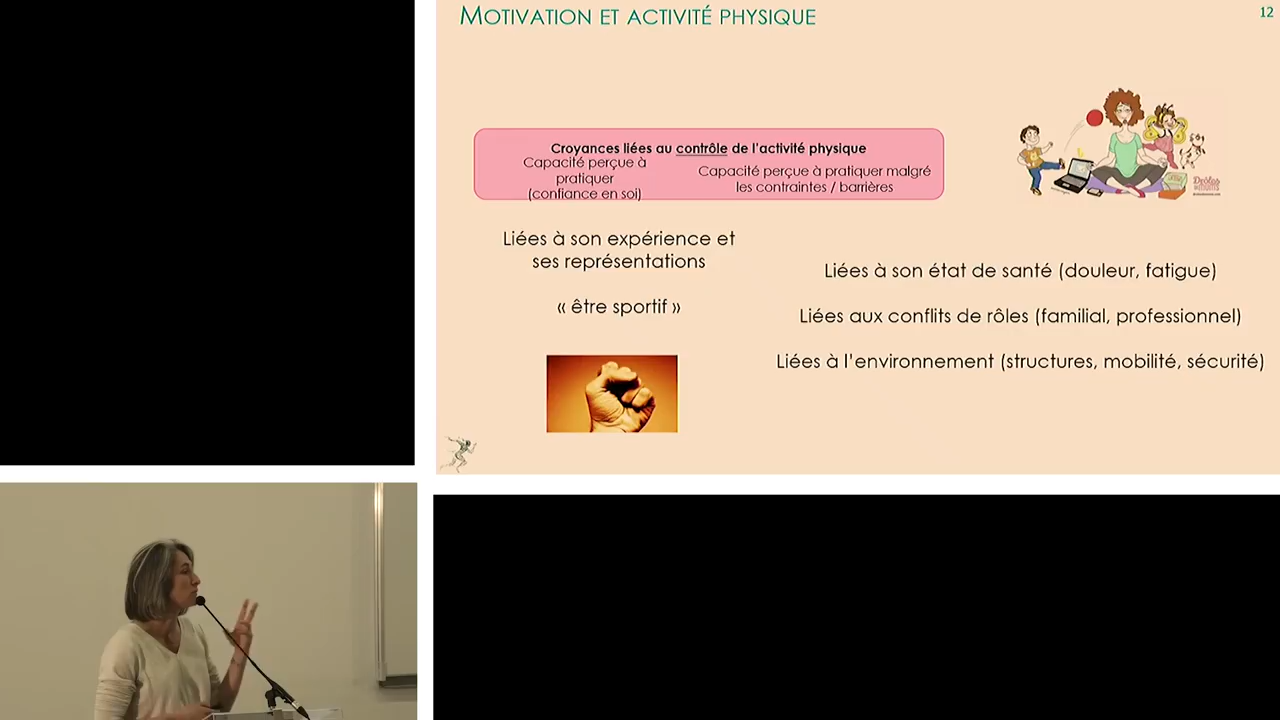 MOTIVATION ET ACTIVITÉ PHYSIQUE
12
Croyances liées au contrôle de l'activité physique
Capacité perçue à
pratiquer
(confiance en soi)
Capacité perçue à pratiquer malgré
les contraintes / barrières
Liées à son expérience et
ses représentations
« être sportif »
Liées à son état de santé (douleur, fatigue)
Liées aux conflits de rôles (familial, professionnel)
Liées à l'environnement (structures, mobilité, sécurité)
Drôles